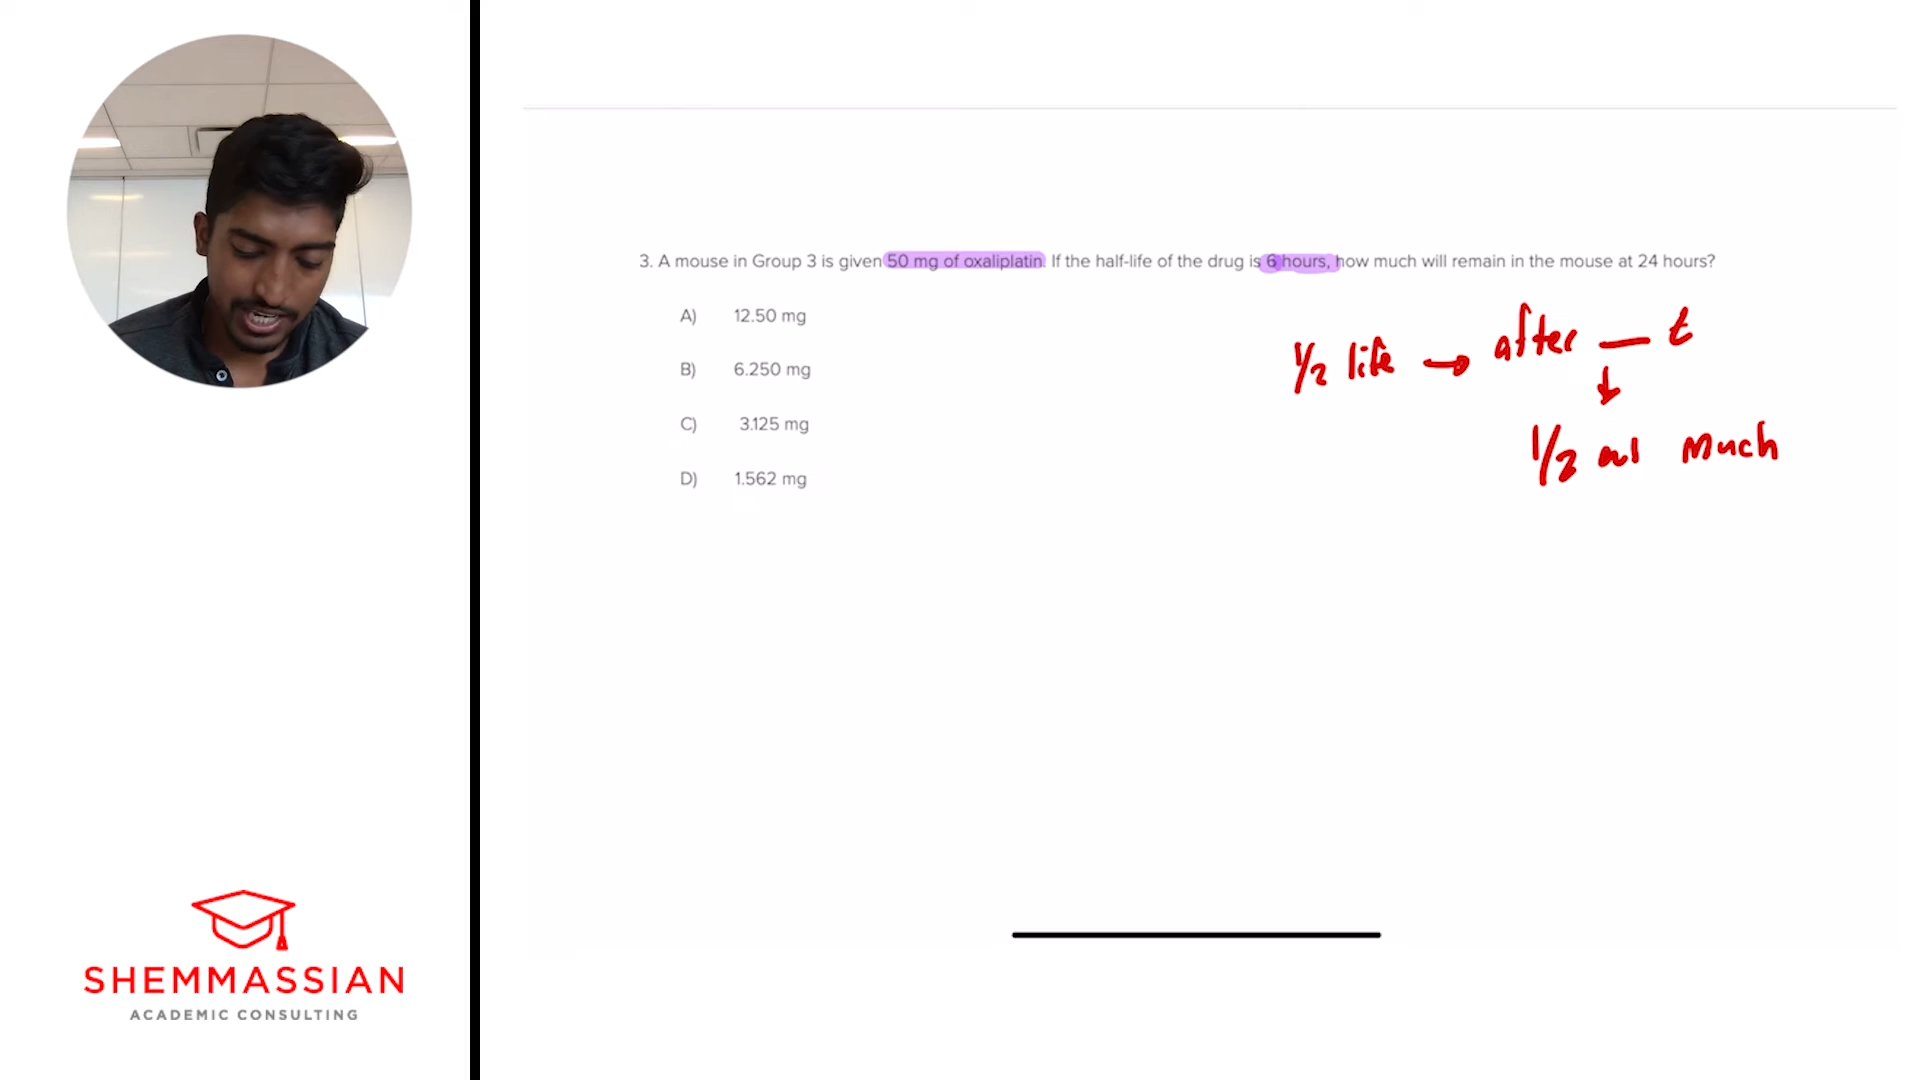 3. A mouse in Group 3 is given 50 mg of oxaliplatin. If the half-life of the drug is 6 hours, how much will remain in the mouse at 24 hours?
A) 12.50 mg
B) 6.250 mg
C) 3.125 mg
D) 1.562 mg
1/2 life → after — t
↓
1/2 as much
SHEMMASSIAN
ACADEMIC CONSULTING